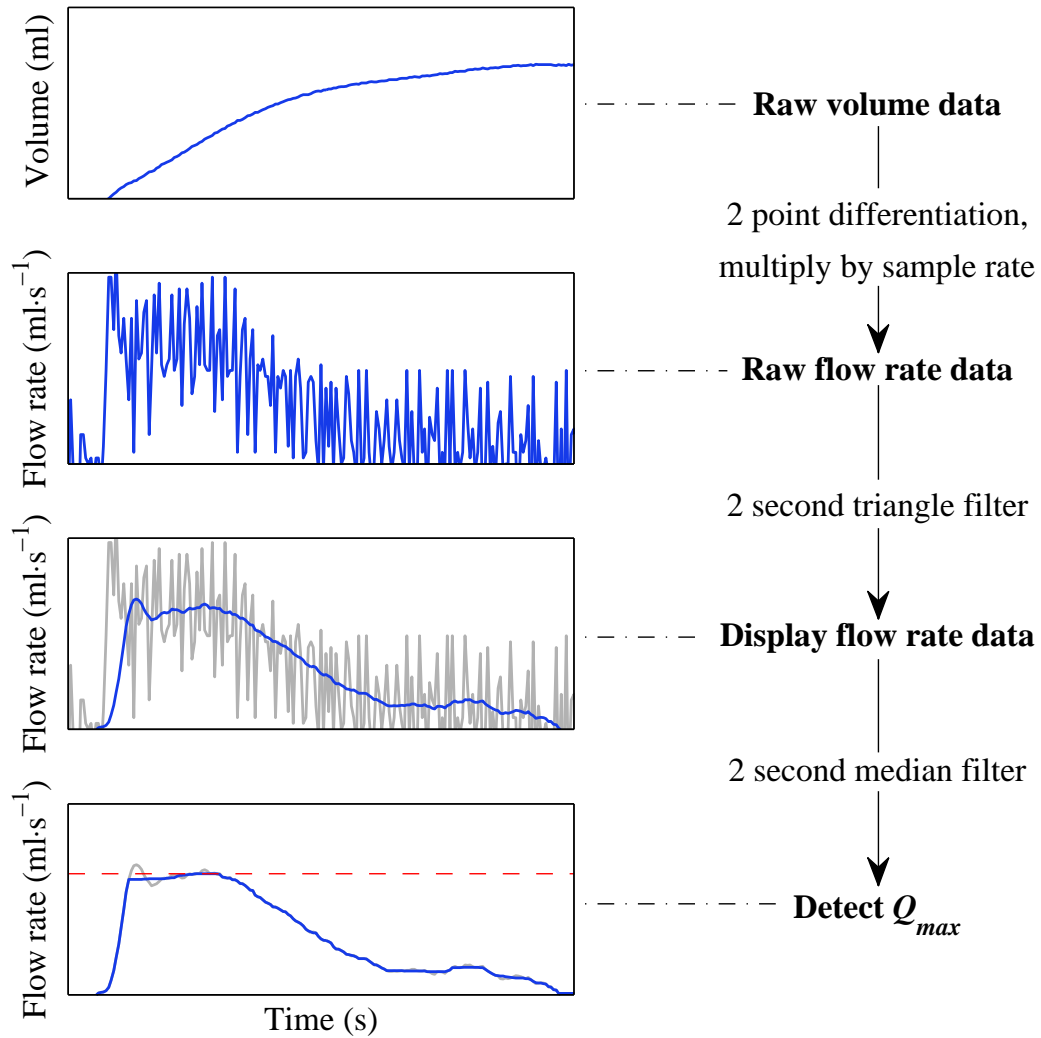 Volume (ml)
Raw volume data
2 point differentiation,
multiply by sample rate
Flow rate (ml·s⁻¹)
Raw flow rate data
2 second triangle filter
Flow rate (ml·s⁻¹)
Display flow rate data
2 second median filter
Flow rate (ml·s⁻¹)
Detect Qmax
Time (s)